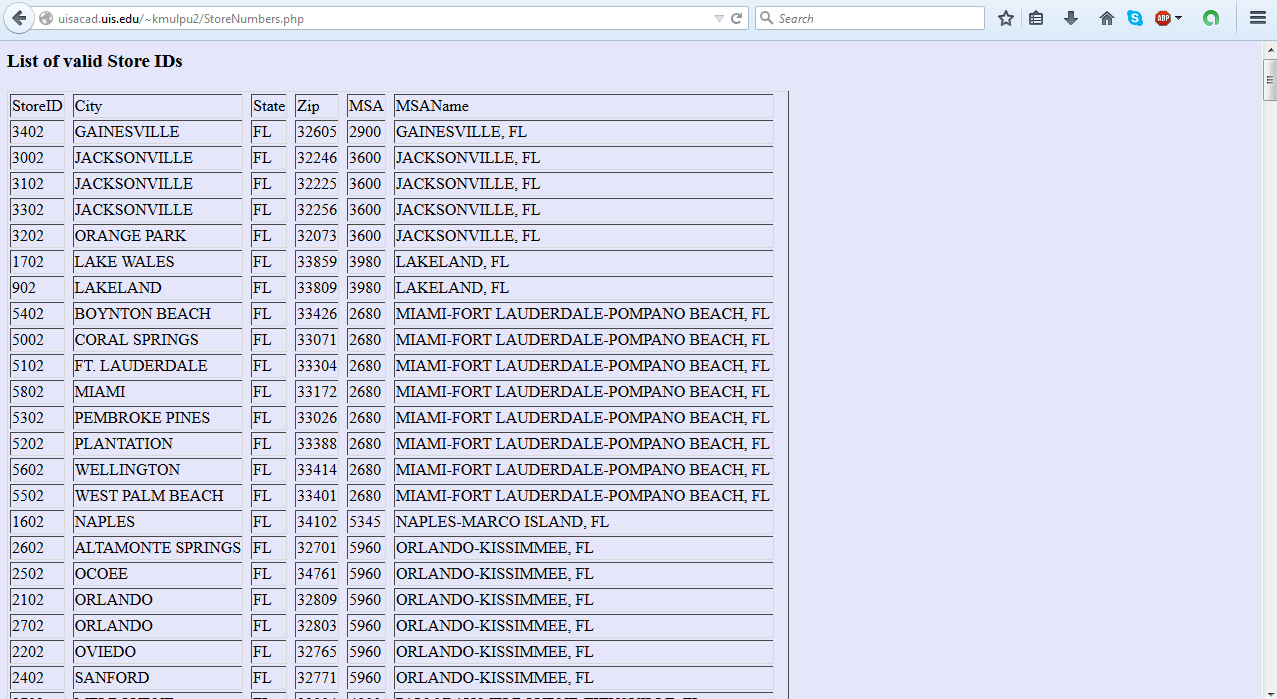 uisacad.uis.edu/~kmulpu2/StoreNumbers.php
Search
ABP
List of valid Store IDs
StoreID City State Zip MSA MSAName
3402 GAINESVILLE FL 32605 2900 GAINESVILLE, FL
3002 JACKSONVILLE FL 32246 3600 JACKSONVILLE, FL
3102 JACKSONVILLE FL 32225 3600 JACKSONVILLE, FL
3302 JACKSONVILLE FL 32256 3600 JACKSONVILLE, FL
3202 ORANGE PARK FL 32073 3600 JACKSONVILLE, FL
1702 LAKE WALES FL 33859 3980 LAKELAND, FL
902 LAKELAND FL 33809 3980 LAKELAND, FL
5402 BOYNTON BEACH FL 33426 2680 MIAMI-FORT LAUDERDALE-POMPANO BEACH, FL
5002 CORAL SPRINGS FL 33071 2680 MIAMI-FORT LAUDERDALE-POMPANO BEACH, FL
5102 FT. LAUDERDALE FL 33304 2680 MIAMI-FORT LAUDERDALE-POMPANO BEACH, FL
5802 MIAMI FL 33172 2680 MIAMI-FORT LAUDERDALE-POMPANO BEACH, FL
5302 PEMBROKE PINES FL 33026 2680 MIAMI-FORT LAUDERDALE-POMPANO BEACH, FL
5202 PLANTATION FL 33388 2680 MIAMI-FORT LAUDERDALE-POMPANO BEACH, FL
5602 WELLINGTON FL 33414 2680 MIAMI-FORT LAUDERDALE-POMPANO BEACH, FL
5502 WEST PALM BEACH FL 33401 2680 MIAMI-FORT LAUDERDALE-POMPANO BEACH, FL
1602 NAPLES FL 34102 5345 NAPLES-MARCO ISLAND, FL
2602 ALTAMONTE SPRINGS FL 32701 5960 ORLANDO-KISSIMMEE, FL
2502 OCOEE FL 34761 5960 ORLANDO-KISSIMMEE, FL
2102 ORLANDO FL 32809 5960 ORLANDO-KISSIMMEE, FL
2702 ORLANDO FL 32803 5960 ORLANDO-KISSIMMEE, FL
2202 OVIEDO FL 32765 5960 ORLANDO-KISSIMMEE, FL
2402 SANFORD FL 32771 5960 ORLANDO-KISSIMMEE, FL